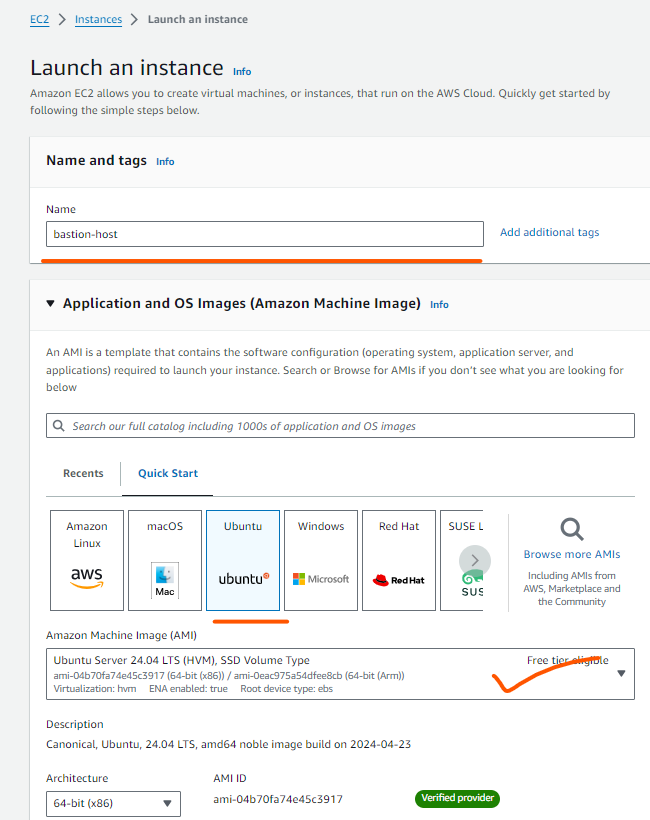 EC2 > Instances > Launch an instance
Launch an instance Info
Amazon EC2 allows you to create virtual machines, or instances, that run on the AWS Cloud. Quickly get started by
following the simple steps below.
Name and tags Info
Name
bastion-host
Add additional tags
Application and OS Images (Amazon Machine Image) Info
An AMI is a template that contains the software configuration (operating system, application server, and
applications) required to launch your instance. Search or Browse for AMIs if you don't see what you are looking for
below
Search our full catalog including 1000s of application and OS images
Recents
Quick Start
Amazon
Linux
aws
macOS
Mac
Ubuntu
ubuntu
Windows
Microsoft
Red Hat
Red Hat
SUSE L
SUS
Browse more AMIs
Including AMIs from
AWS, Marketplace and
the Community
Amazon Machine Image (AMI)
Ubuntu Server 24.04 LTS (HVM), SSD Volume Type
Free tier eligible
ami-04b70fa74e45c3917 (64-bit (x86)) / ami-0eac975a54dfee8cb (64-bit (Arm))
Virtualization: hvm ENA enabled: true Root device type: ebs
Description
Canonical, Ubuntu, 24.04 LTS, amd64 noble image build on 2024-04-23
Architecture
AMI ID
64-bit (x86)
ami-04b70fa74e45c3917
Verified provider